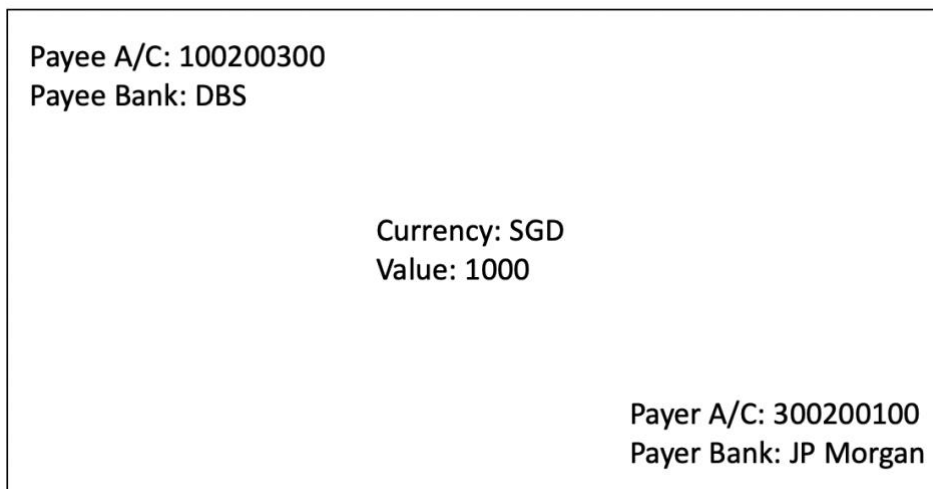 Payee A/C: 100200300
Payee Bank: DBS
Currency: SGD
Value: 1000
Payer A/C: 300200100
Payer Bank: JP Morgan